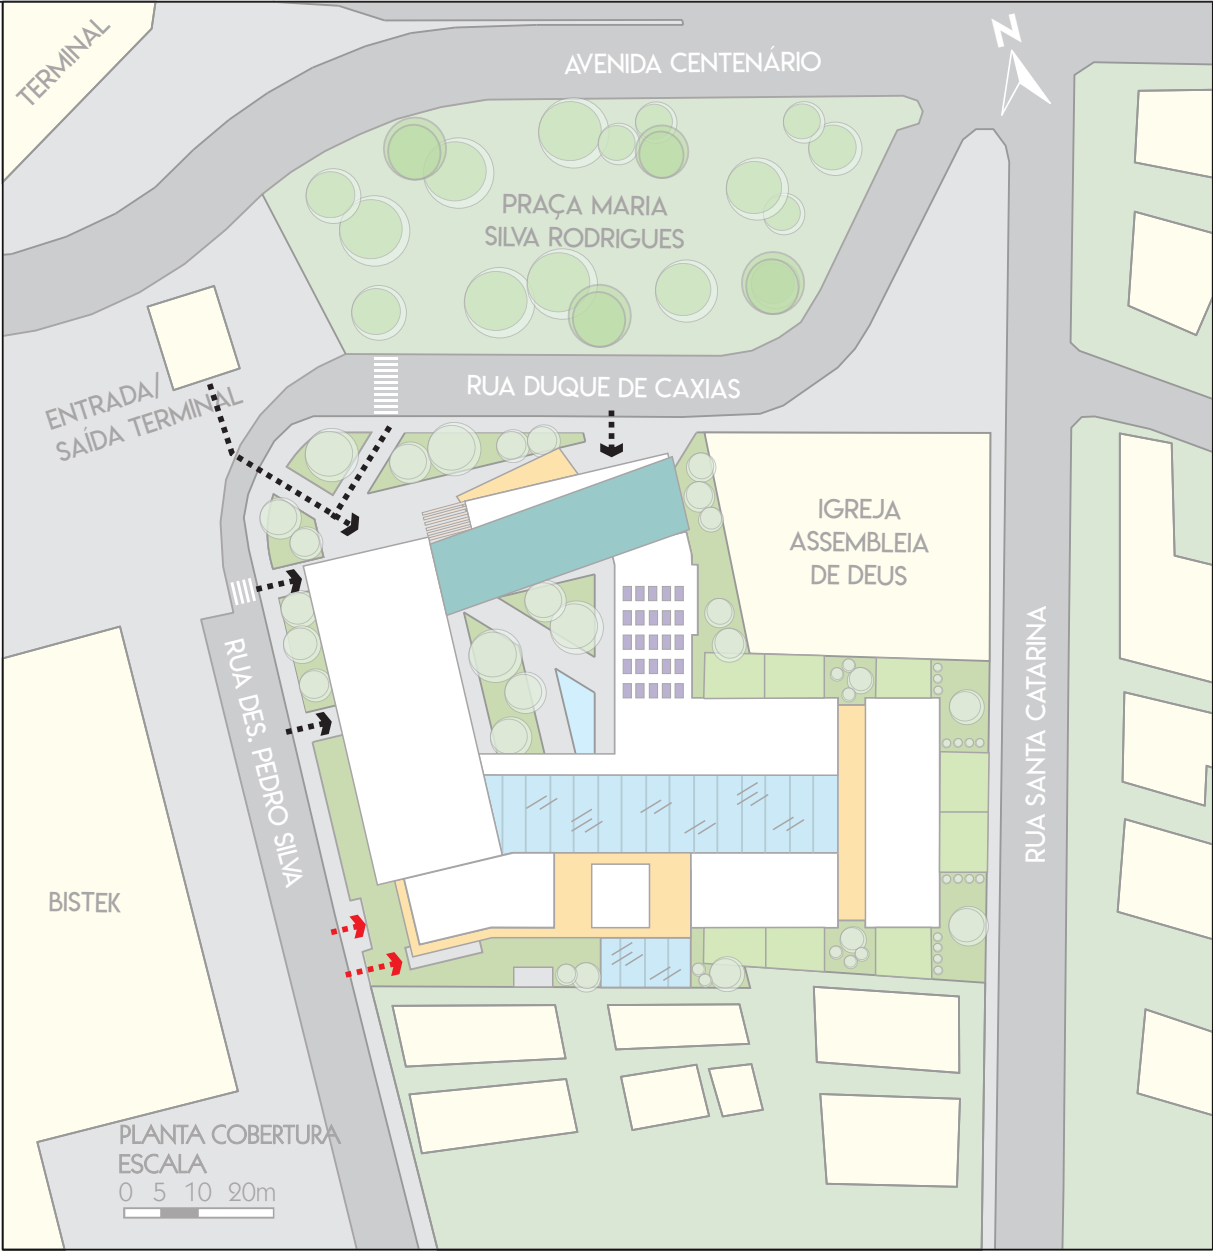 TERMINAL
AVENIDA CENTENÁRIO
N
PRAÇA MARIA
SILVA RODRIGUES
ENTRADA/
SAÍDA TERMINAL
RUA DUQUE DE CAXIAS
IGREJA
ASSEMBLEIA
DE DEUS
RUA DES. PEDRO SILVA
RUA SANTA CATARINA
BISTEK
PLANTA COBERTURA
ESCALA
0 5 10 20m